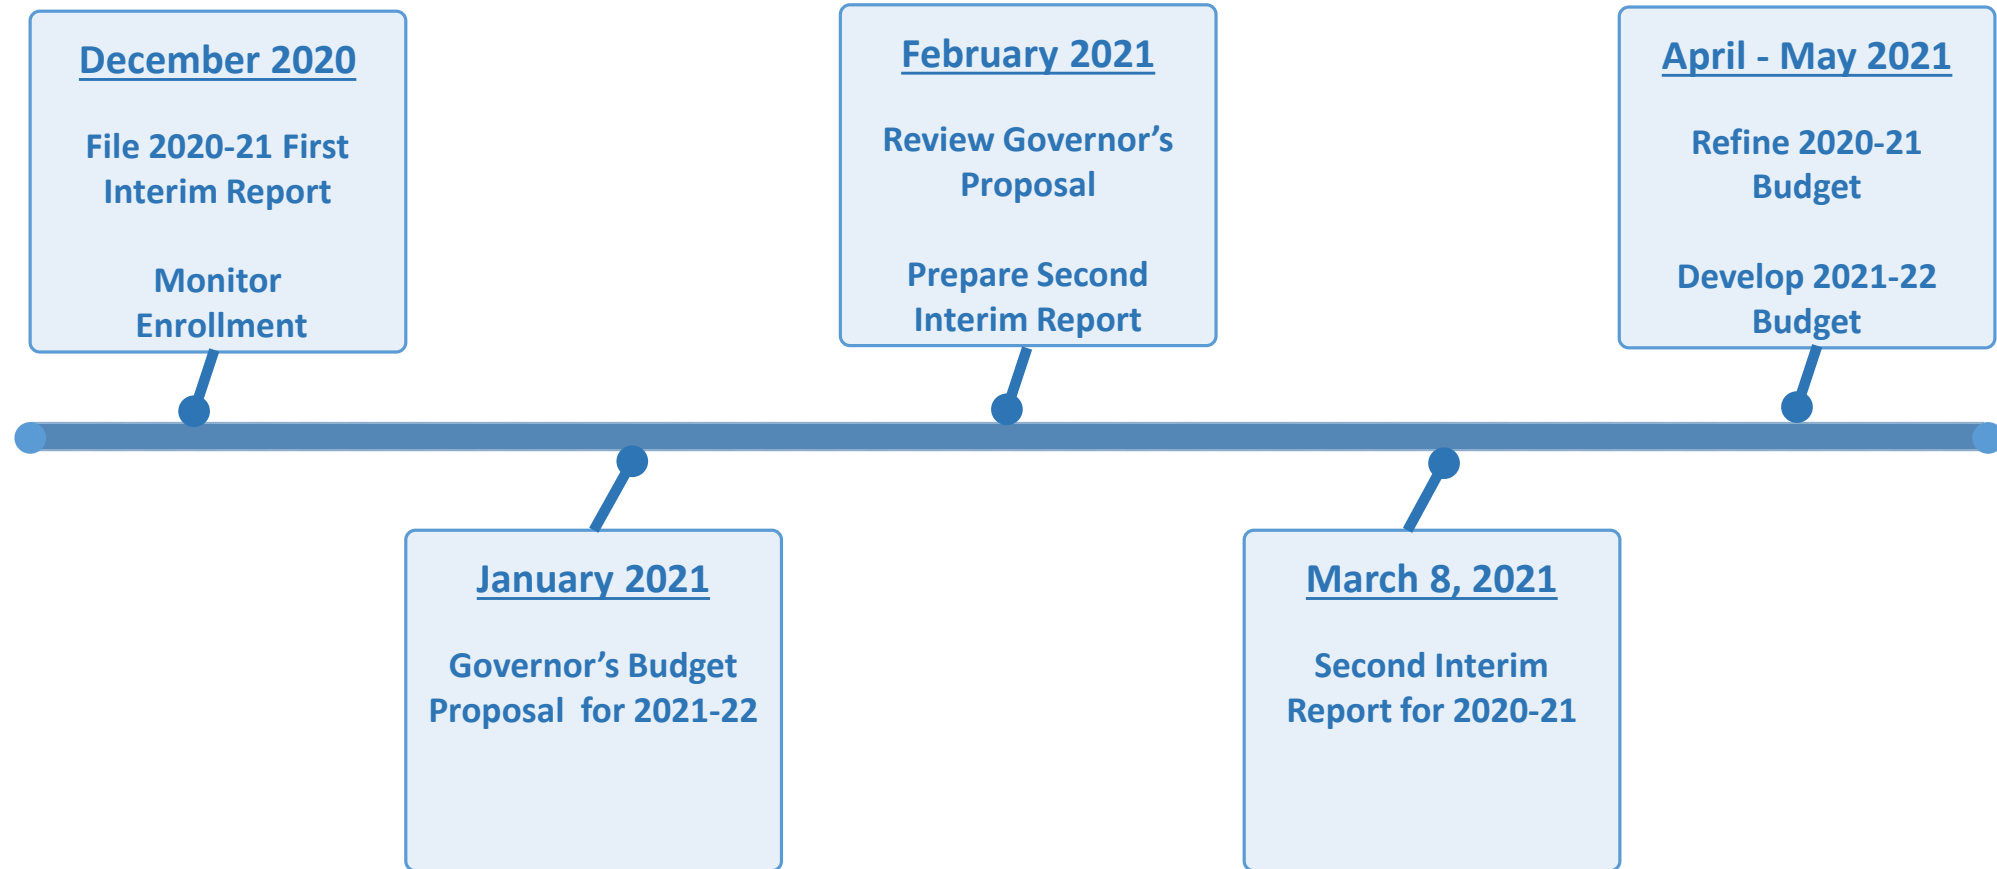 December 2020
File 2020-21 First
Interim Report
Monitor
Enrollment
January 2021
Governor’s Budget
Proposal  for 2021-22
February 2021
Review Governor’s
Proposal
Prepare Second
Interim Report
March 8, 2021
Second Interim
Report for 2020-21
April - May 2021
Refine 2020-21
Budget
Develop 2021-22
Budget